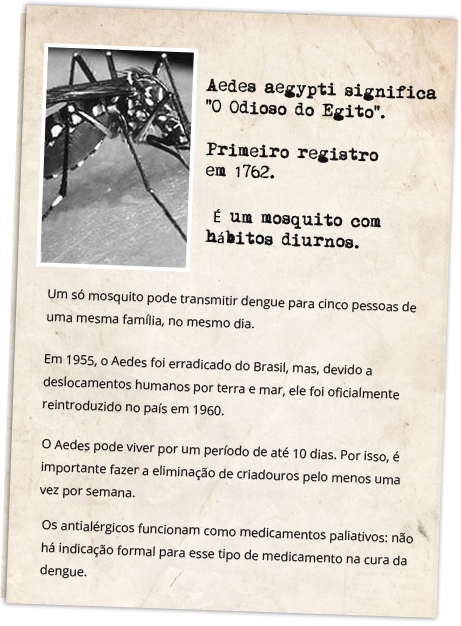 Aedes aegypti significa
"O Odioso do Egito".
Primeiro registro
em 1762.
É um mosquito com
hábitos diurnos.
Um só mosquito pode transmitir dengue para cinco pessoas de
uma mesma família, no mesmo dia.
Em 1955, o Aedes foi erradicado do Brasil, mas, devido a
deslocamentos humanos por terra e mar, ele foi oficialmente
reintroduzido no país em 1960.
O Aedes pode viver por um período de até 10 dias. Por isso, é
importante fazer a eliminação de criadouros pelo menos uma
vez por semana.
Os antialérgicos funcionam como medicamentos paliativos: não
há indicação formal para esse tipo de medicamento na cura da
dengue.